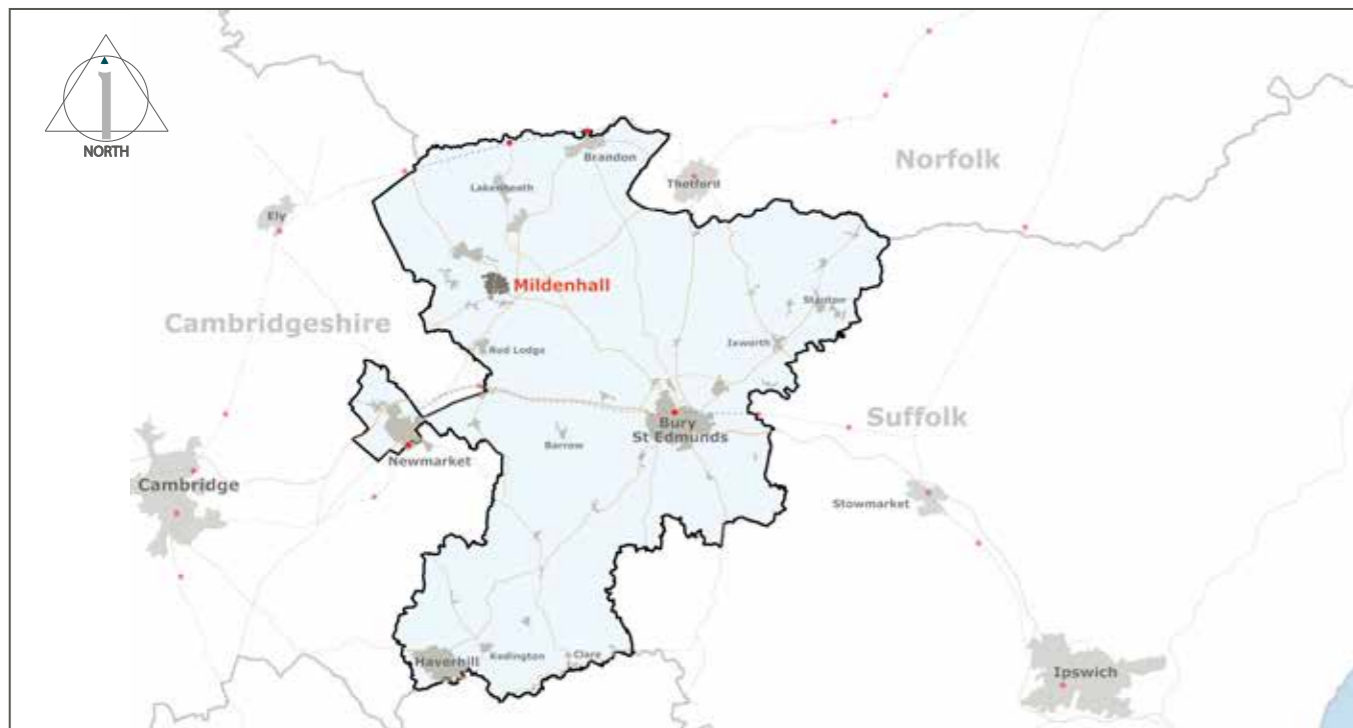 NORTH
Norfolk
Brandon
Thetford
Lakenheath
Ely
Mildenhall
Stanton
Cambridgeshire
Ixworth
Red Lodge
Suffolk
Bury
St Edmunds
Barrow
Newmarket
Cambridge
Stowmarket
Haverhill
Kedington
Clare
Ipswich